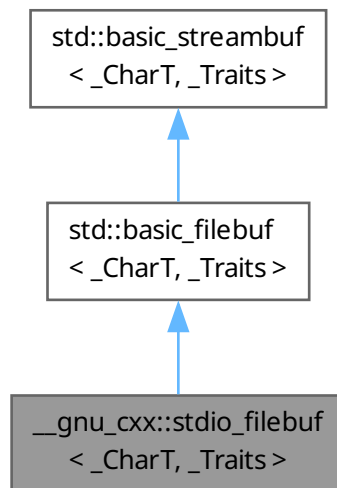 std::basic_streambuf
< _CharT, _Traits >
std::basic_filebuf
< _CharT, _Traits >
__gnu_cxx::stdio_filebuf
< _CharT, _Traits >